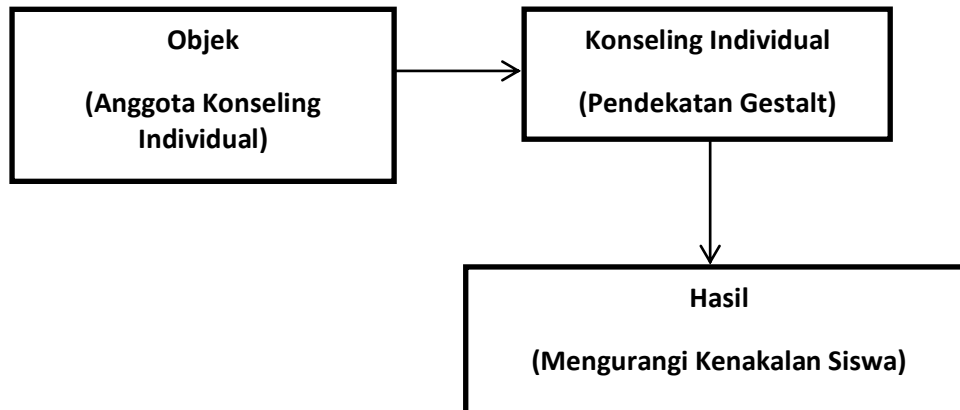 Objek
(Anggota Konseling
Individual)
Konseling Individual
(Pendekatan Gestalt)
Hasil
(Mengurangi Kenakalan Siswa)